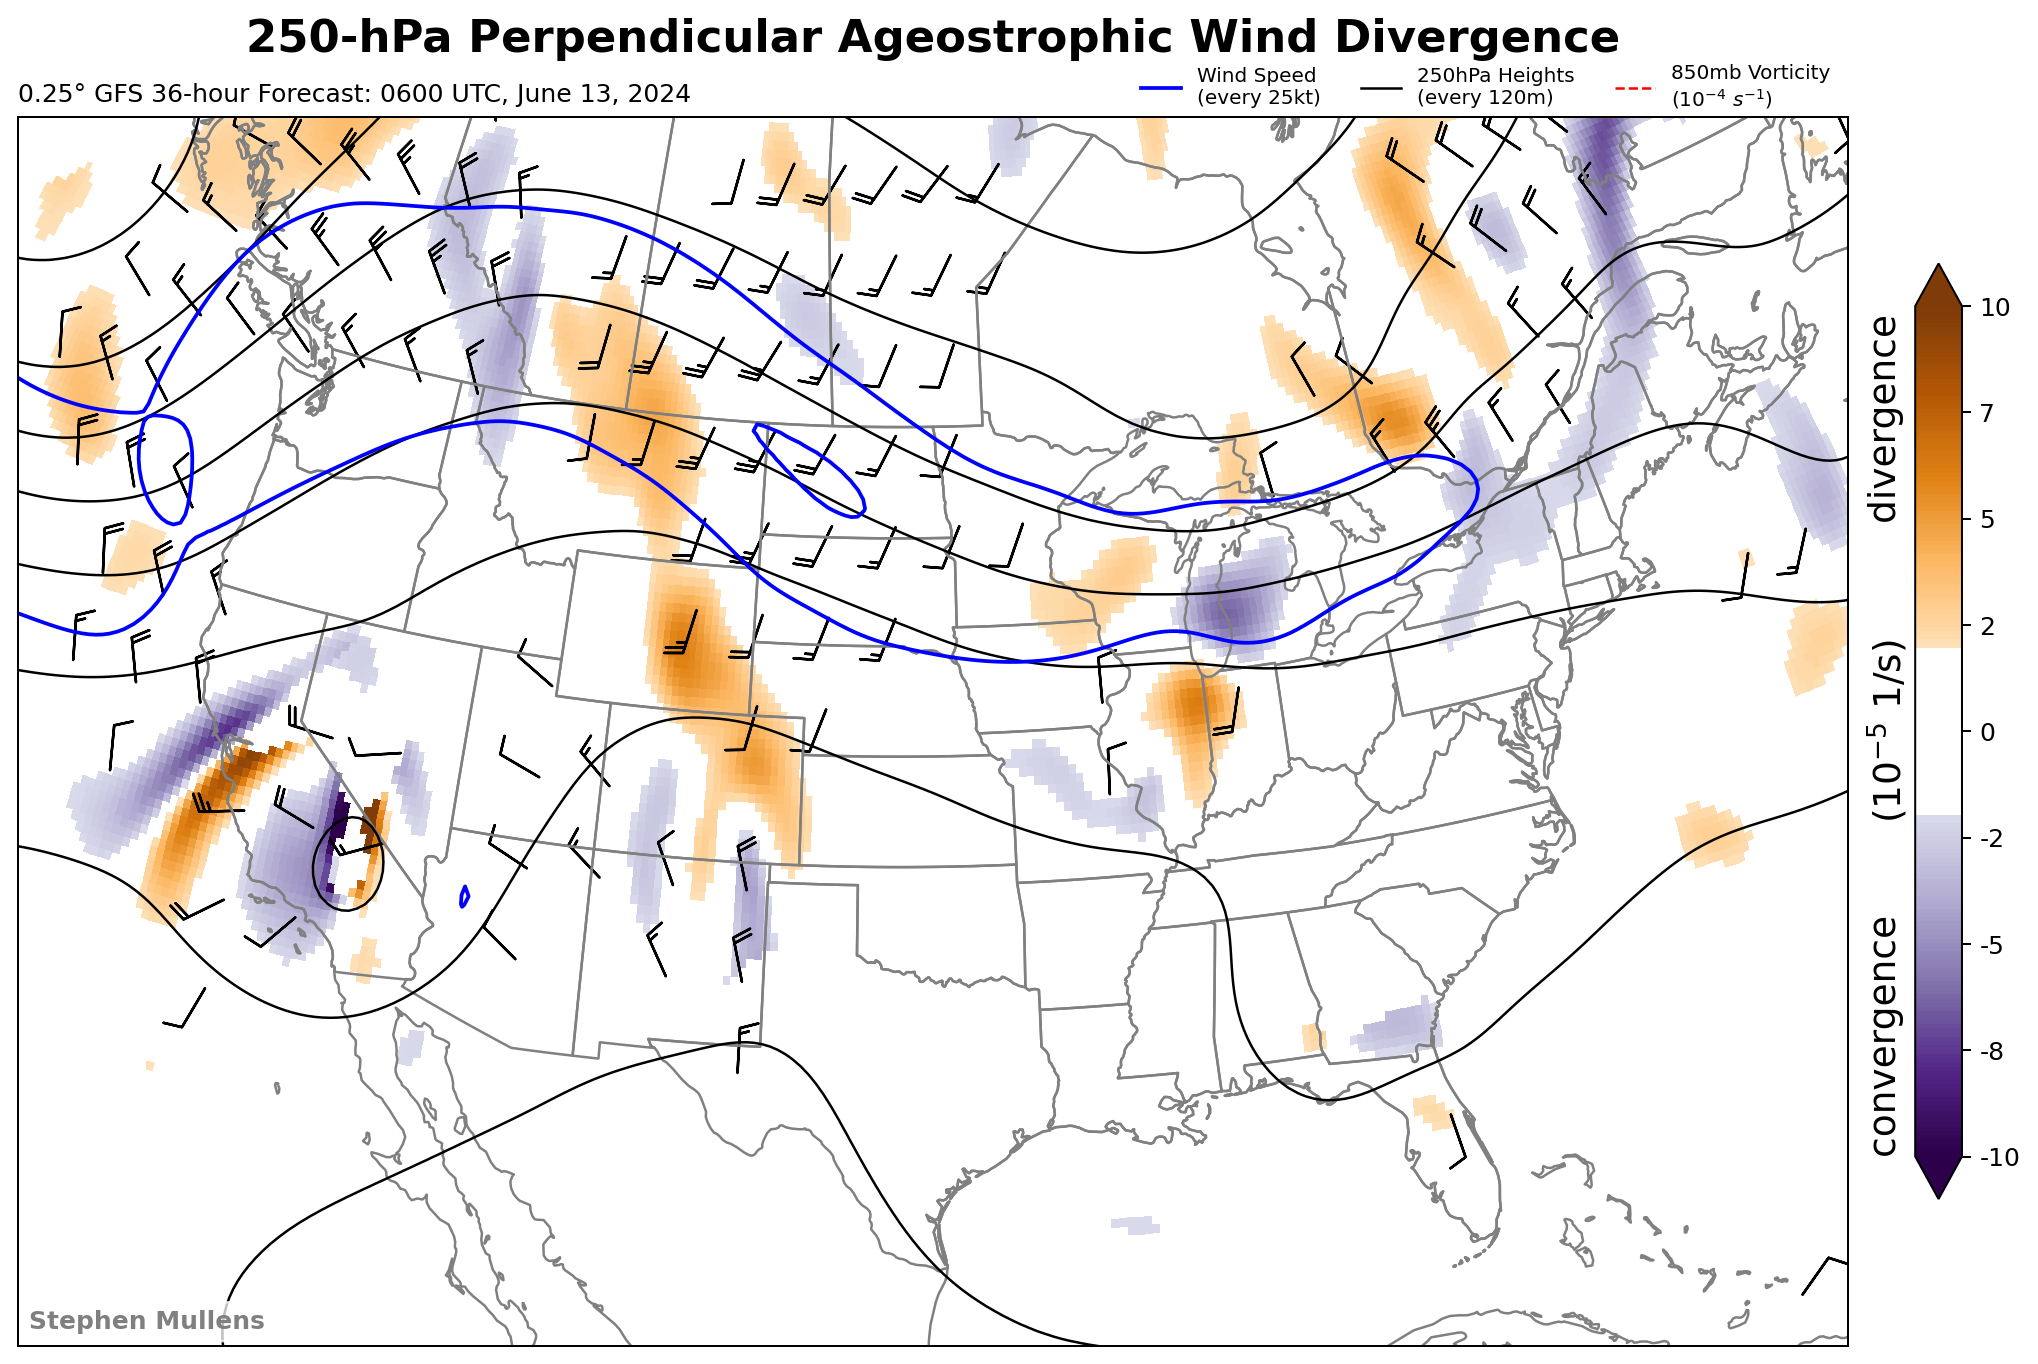 250-hPa Perpendicular Ageostrophic Wind Divergence
0.25° GFS 36-hour Forecast: 0600 UTC, June 13, 2024
Wind Speed
(every 25kt)
250hPa Heights
(every 120m)
850mb Vorticity
(10⁻⁴ s⁻¹)
10
7
5
2
0
-2
-5
-8
-10
convergence (10⁻⁵ 1/s) divergence
Stephen Mullens